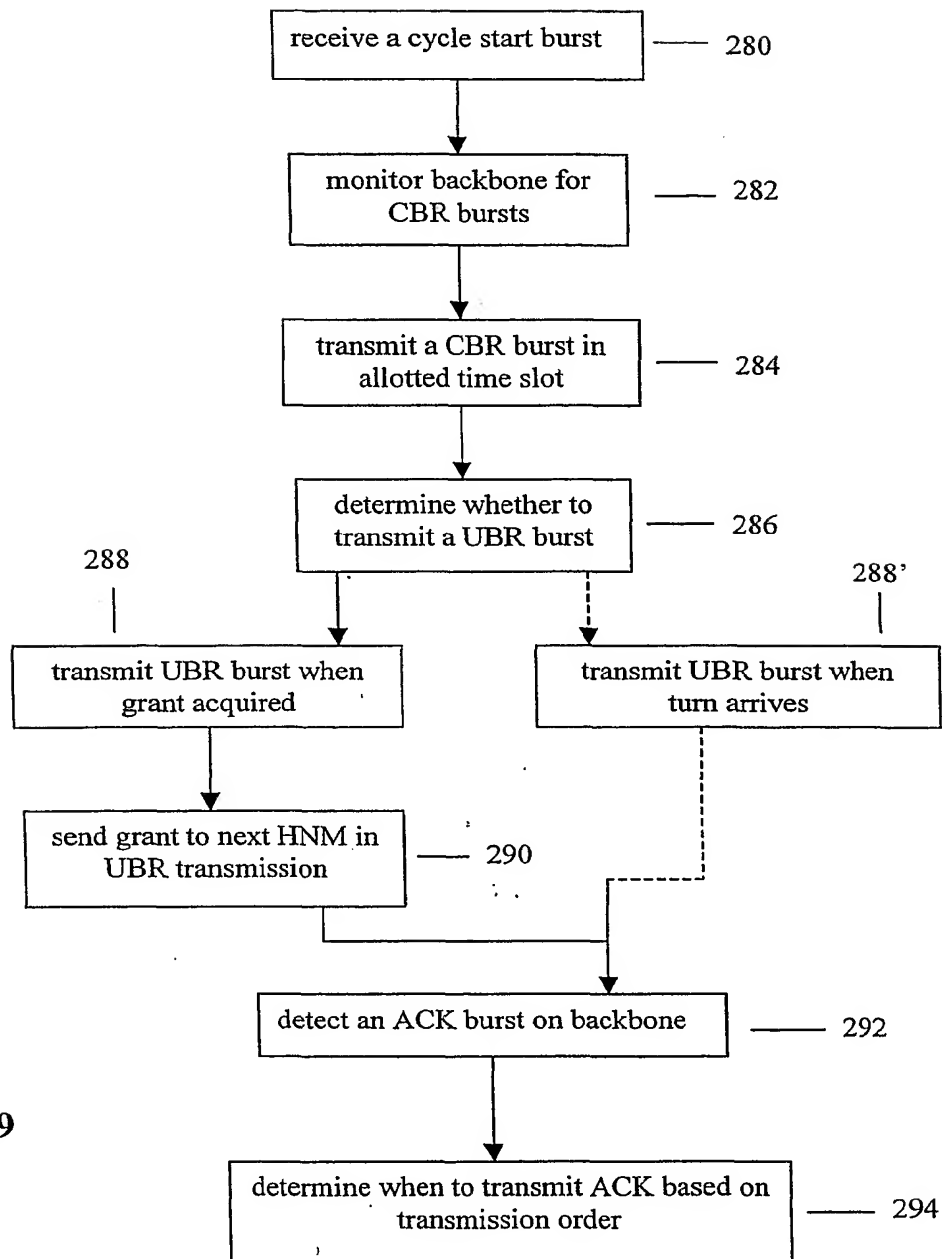 receive a cycle start burst
280
monitor backbone for
CBR bursts
282
transmit a CBR burst in
allotted time slot
284
determine whether to
transmit a UBR burst
286
288
288'
transmit UBR burst when
grant acquired
transmit UBR burst when
turn arrives
send grant to next HNM in
UBR transmission
290
detect an ACK burst on backbone
292
9
determine when to transmit ACK based on
transmission order
294